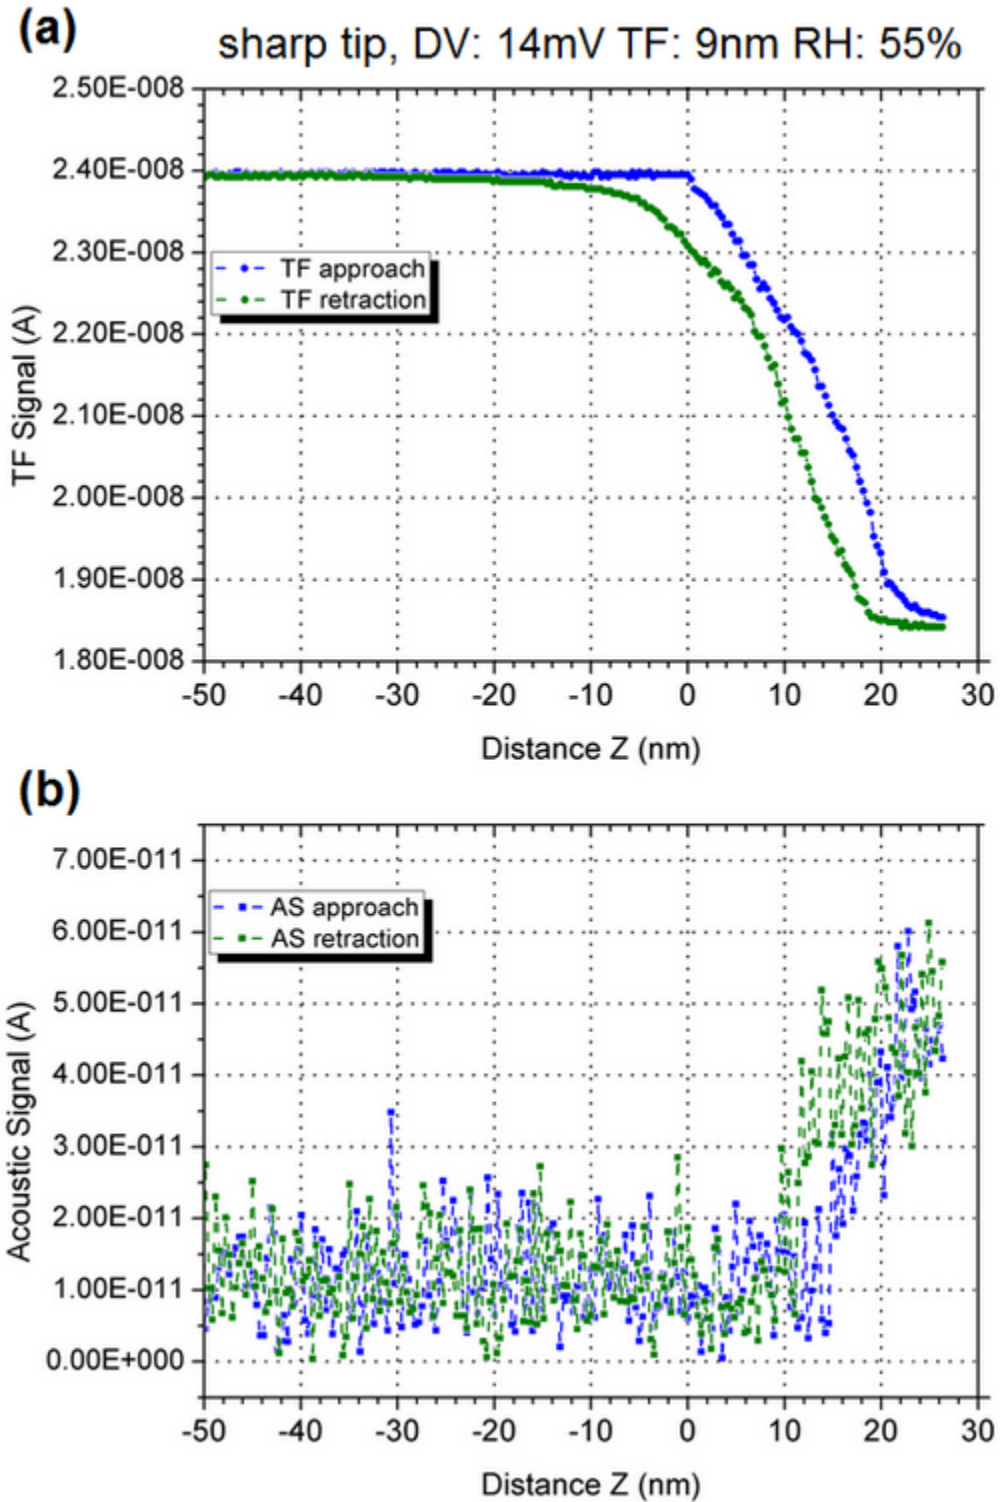 (a)
sharp tip, DV: 14mV TF: 9nm RH: 55%
2.50E-008
2.40E-008
2.30E-008
2.20E-008
2.10E-008
2.00E-008
1.90E-008
1.80E-008
TF Signal (A)
TF approach
TF retraction
-50 -40 -30 -20 -10 0 10 20 30
Distance Z (nm)
(b)
7.00E-011
6.00E-011
5.00E-011
4.00E-011
3.00E-011
2.00E-011
1.00E-011
0.00E+000
Acoustic Signal (A)
AS approach
AS retraction
-50 -40 -30 -20 -10 0 10 20 30
Distance Z (nm)